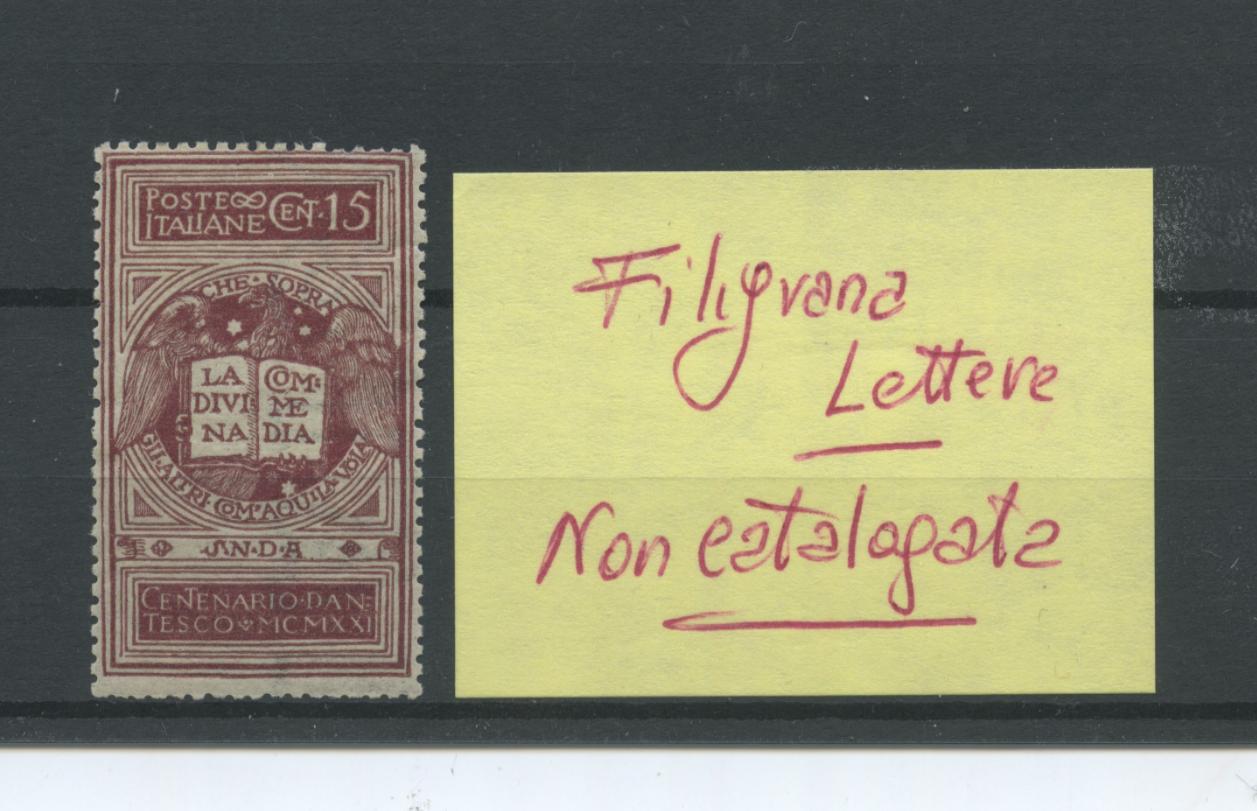 POSTE
ITALIANE CENT. 15
CHE · SOPRA
LA DIVI NA
COM: ME DIA
GLI · ALTRI · COM'AQUILA · VOLA
S·N·D·A
CENTENARIO · DAN=
TESCO · MCMXXI
Filigrana
Lettere
Non catalogata